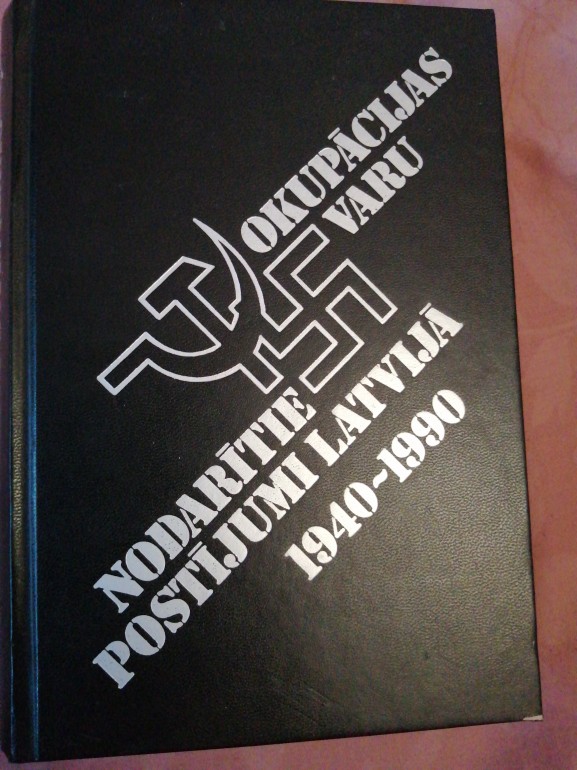 OKUPĀCIJAS
VARU
NODARĪTIE
POSTĪJUMI LATVIJĀ
1940~1990